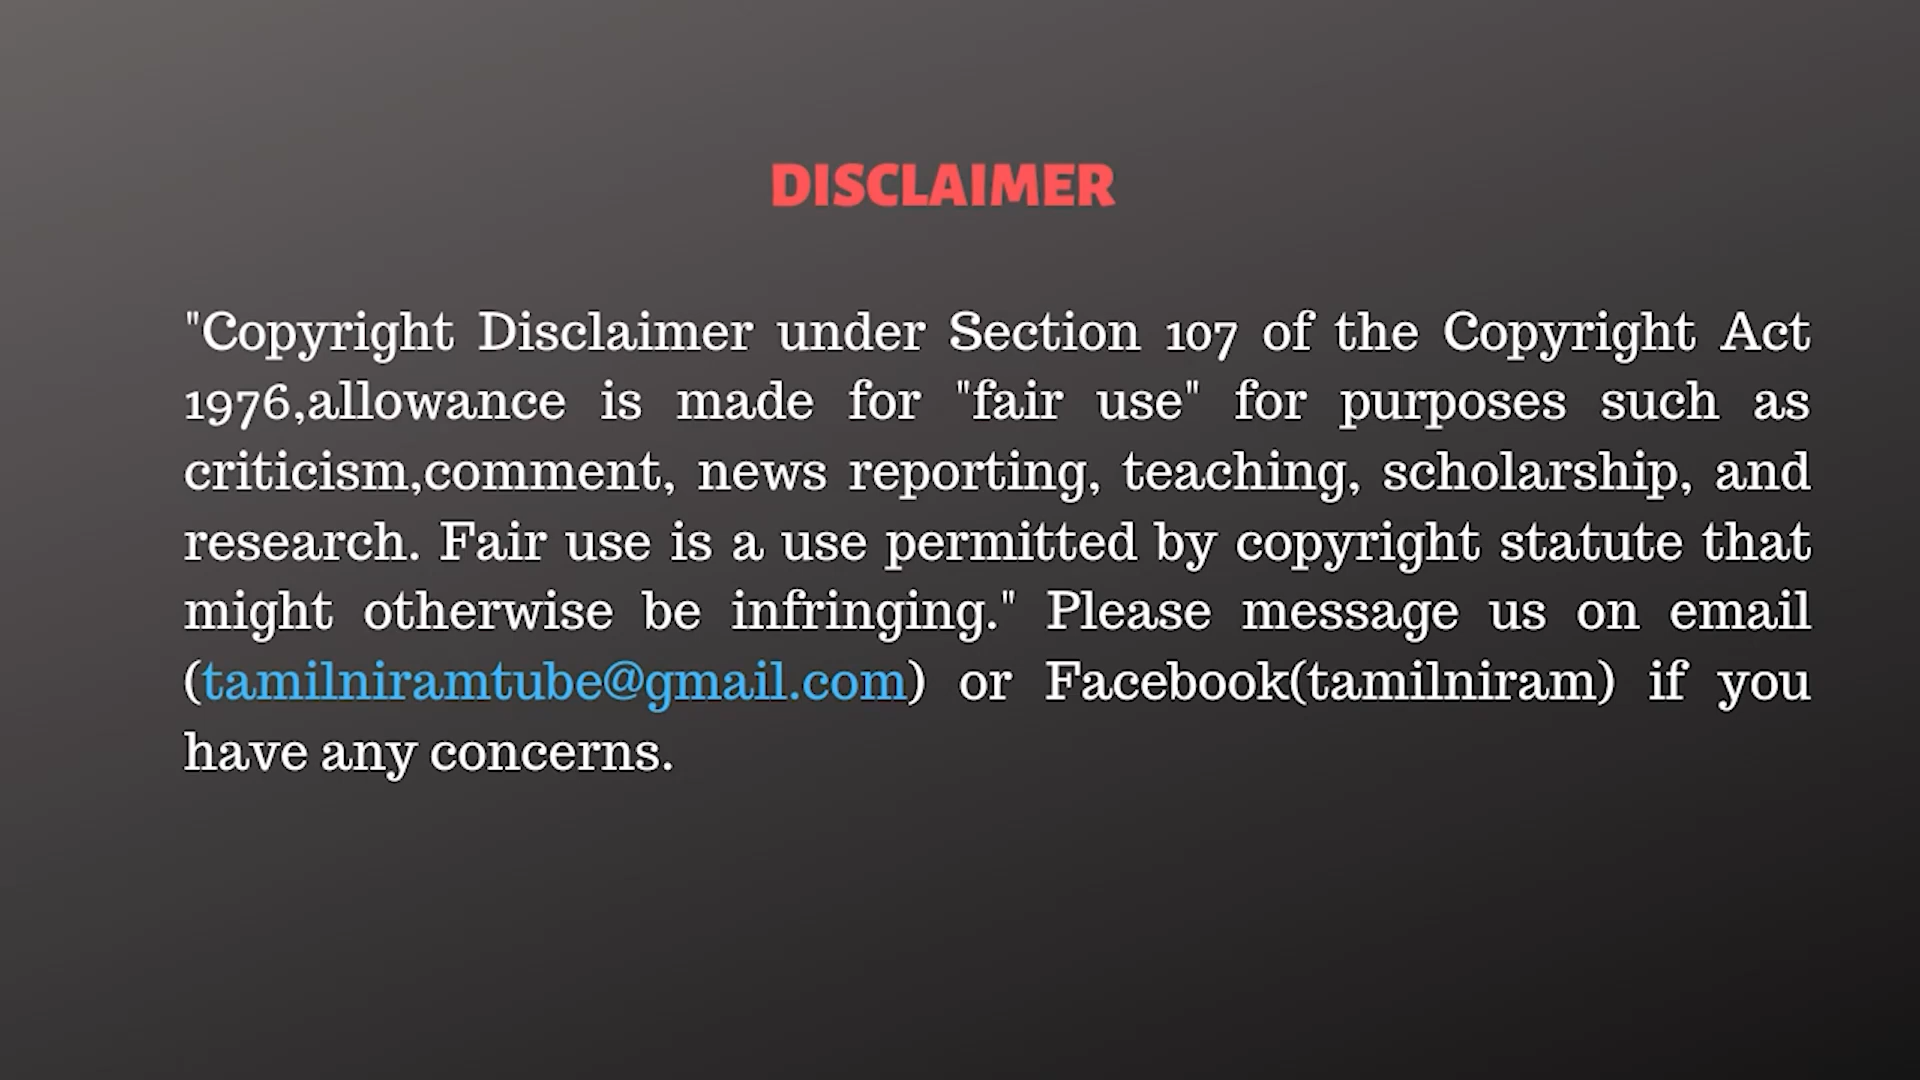 DISCLAIMER
"Copyright Disclaimer under Section 107 of the Copyright Act
1976,allowance is made for "fair use" for purposes such as
criticism,comment, news reporting, teaching, scholarship, and
research. Fair use is a use permitted by copyright statute that
might otherwise be infringing." Please message us on email
(tamilniramtube@gmail.com) or Facebook(tamilniram) if you
have any concerns.